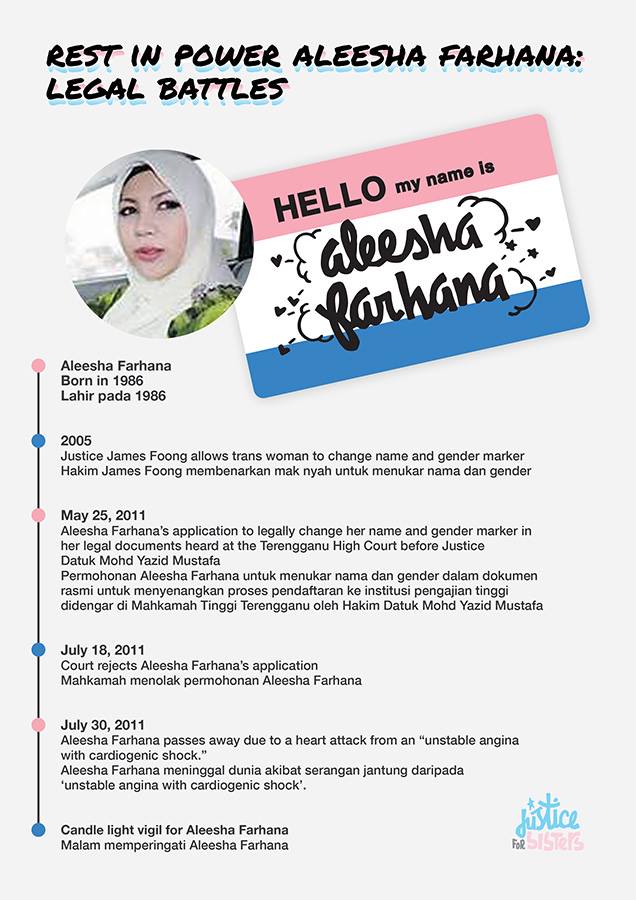 REST IN POWER ALEESHA FARHANA:
LEGAL BATTLES
HELLO my name is
aleesha
farhana
Aleesha Farhana
Born in 1986
Lahir pada 1986
2005
Justice James Foong allows trans woman to change name and gender marker
Hakim James Foong membenarkan mak nyah untuk menukar nama dan gender
May 25, 2011
Aleesha Farhana's application to legally change her name and gender marker in
her legal documents heard at the Terengganu High Court before Justice
Datuk Mohd Yazid Mustafa
Permohonan Aleesha Farhana untuk menukar nama dan gender dalam dokumen
rasmi untuk menyenangkan proses pendaftaran ke institusi pengajian tinggi
didengar di Mahkamah Tinggi Terengganu oleh Hakim Datuk Mohd Yazid Mustafa
July 18, 2011
Court rejects Aleesha Farhana's application
Mahkamah menolak permohonan Aleesha Farhana
July 30, 2011
Aleesha Farhana passes away due to a heart attack from an “unstable angina
with cardiogenic shock.”
Aleesha Farhana meninggal dunia akibat serangan jantung daripada
‘unstable angina with cardiogenic shock’.
Candle light vigil for Aleesha Farhana
Malam memperingati Aleesha Farhana
justice
FOR SISTERS